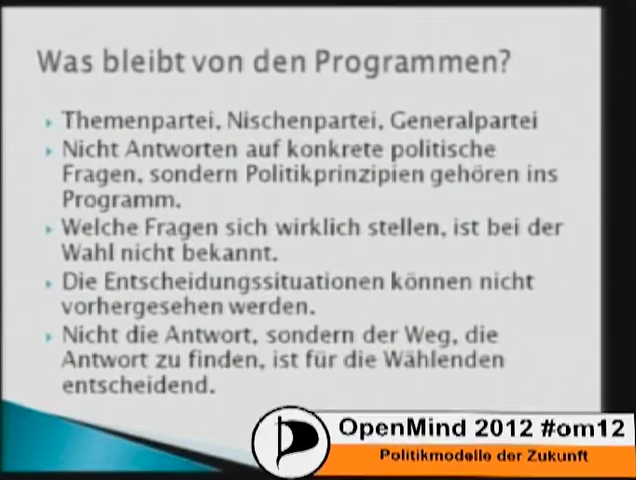 Was bleibt von den Programmen?
Themenpartei, Nischenpartei, Generalpartei
Nicht Antworten auf konkrete politische
Fragen, sondern Politikprinzipien gehören ins
Programm.
Welche Fragen sich wirklich stellen, ist bei der
Wahl nicht bekannt.
Die Entscheidungssituationen können nicht
vorhergesehen werden.
Nicht die Antwort, sondern der Weg, die
Antwort zu finden, ist für die Wählenden
entscheidend.
OpenMind 2012 #om12
Politikmodelle der Zukunft